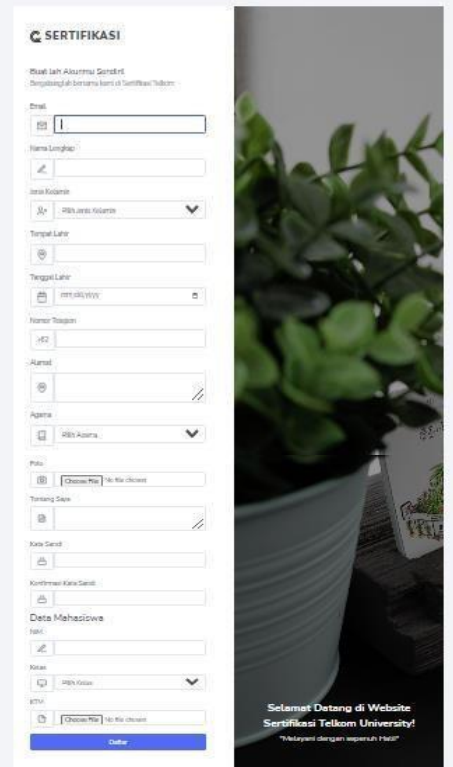 SERTIFIKASI
Buat lah Akunmu Sendiri!
Bergabunglah bersama kami di Sertifikasi Telkom
Email
Nama Lengkap
Jenis Kelamin
Pilih Jenis Kelamin
Tempat Lahir
Tanggal Lahir
mm/dd/yyyy
Nomor Telepon
+62
Alamat
Agama
Pilih Agama
Foto
Choose File No file chosen
Tentang Saya
Kata Sandi
Konfirmasi Kata Sandi
Data Mahasiswa
NIM
Kelas
Pilih Kelas
KTM
Choose File No file chosen
Daftar
Selamat Datang di Website
Sertifikasi Telkom University!
"Melayani dengan sepenuh Hati!"